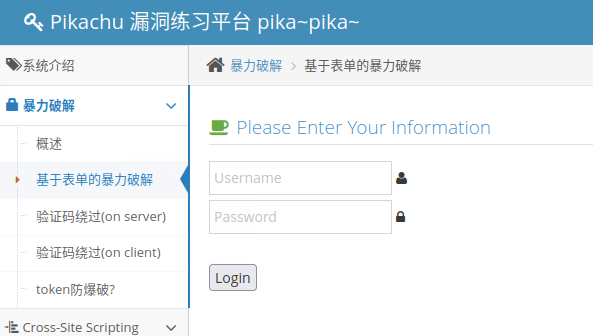 Pikachu 漏洞练习平台 pika~pika~
系统介绍
暴力破解
概述
基于表单的暴力破解
验证码绕过(on server)
验证码绕过(on client)
token防爆破?
Cross-Site Scripting
暴力破解 > 基于表单的暴力破解
Please Enter Your Information
Username
Password
Login